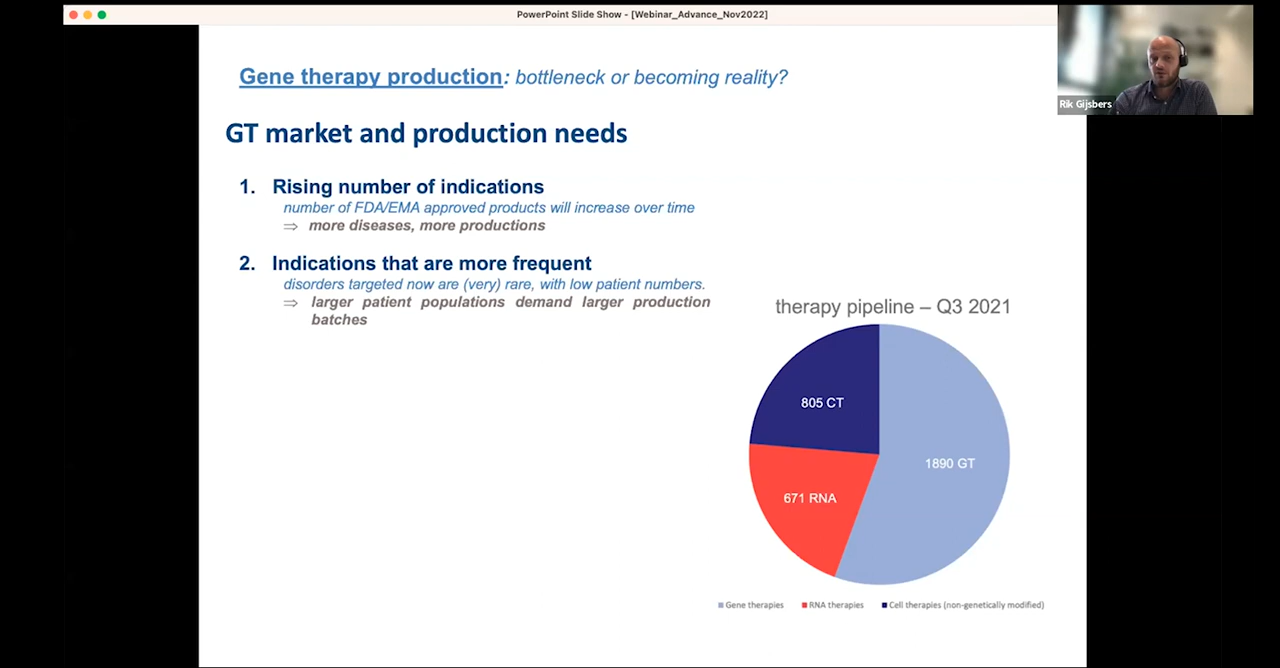 PowerPoint Slide Show - [Webinar_Advance_Nov2022]
Rik Gijsbers
Gene therapy production: bottleneck or becoming reality?
GT market and production needs
1. Rising number of indications
number of FDA/EMA approved products will increase over time
⇒ more diseases, more productions
2. Indications that are more frequent
disorders targeted now are (very) rare, with low patient numbers.
⇒ larger patient populations demand larger production
batches
therapy pipeline – Q3 2021
805 CT
1890 GT
671 RNA
Gene therapies RNA therapies Cell therapies (non-genetically modified)